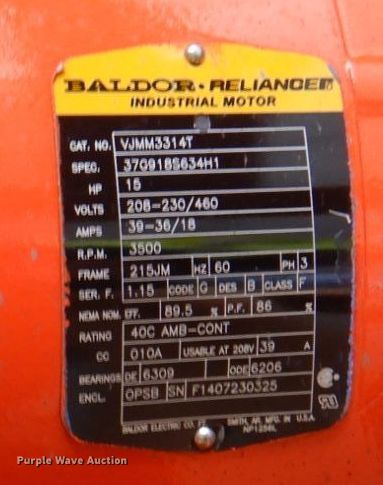 BALDOR • RELIANCE
INDUSTRIAL MOTOR
CAT. NO. VJMM3314T
SPEC. 37G918S634H1
HP 15
VOLTS 208-230/460
AMPS 39-36/18
R.P.M. 3500
FRAME 215JM HZ 60 PH 3
SER. F. 1.15 CODE G DES B CLASS F
NEMA NOM. EFF. 89.5 % P.F. 86 %
RATING 40C AMB-CONT
CC 010A USABLE AT 208V 39 A
BEARINGS DE 6309 ODE 6206
ENCL. OPSB SN F1407230325
BALDOR ELECTRIC CO. FT. SMITH, AR. MFG. IN U.S.A.
NP1256L
Purple Wave Auction